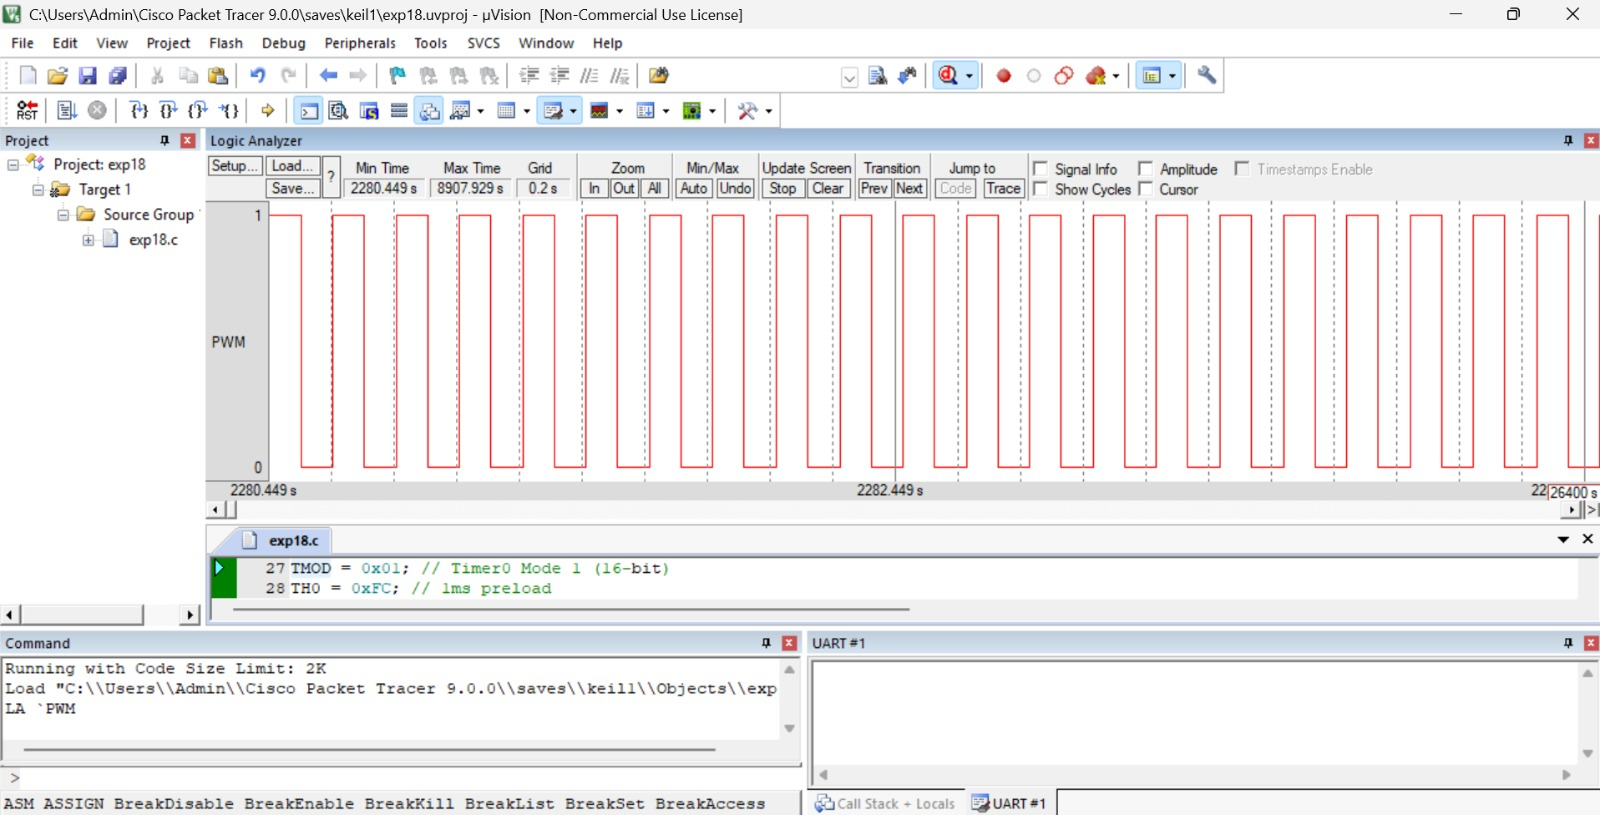 C:\Users\Admin\Cisco Packet Tracer 9.0.0\saves\keil1\exp18.uvproj - µVision [Non-Commercial Use License]
File Edit View Project Flash Debug Peripherals Tools SVCS Window Help
RST
Project
Project: exp18
Target 1
Source Group
exp18.c
Logic Analyzer
Setup... Load... ? Min Time Max Time Grid Zoom Min/Max Update Screen Transition Jump to Signal Info Amplitude Timestamps Enable
Save... 2280.449 s 8907.929 s 0.2 s In Out All Auto Undo Stop Clear Prev Next Code Trace Show Cycles Cursor
1
PWM
0
2280.449 s 2282.449 s 22 26400 s
exp18.c
27 TMOD = 0x01; // Timer0 Mode 1 (16-bit)
28 TH0 = 0xFC; // 1ms preload
Command
Running with Code Size Limit: 2K
Load "C:\\Users\\Admin\\Cisco Packet Tracer 9.0.0\\saves\\keil1\\Objects\\exp
LA `PWM
>
ASM ASSIGN BreakDisable BreakEnable BreakKill BreakList BreakSet BreakAccess
UART #1
Call Stack + Locals UART #1